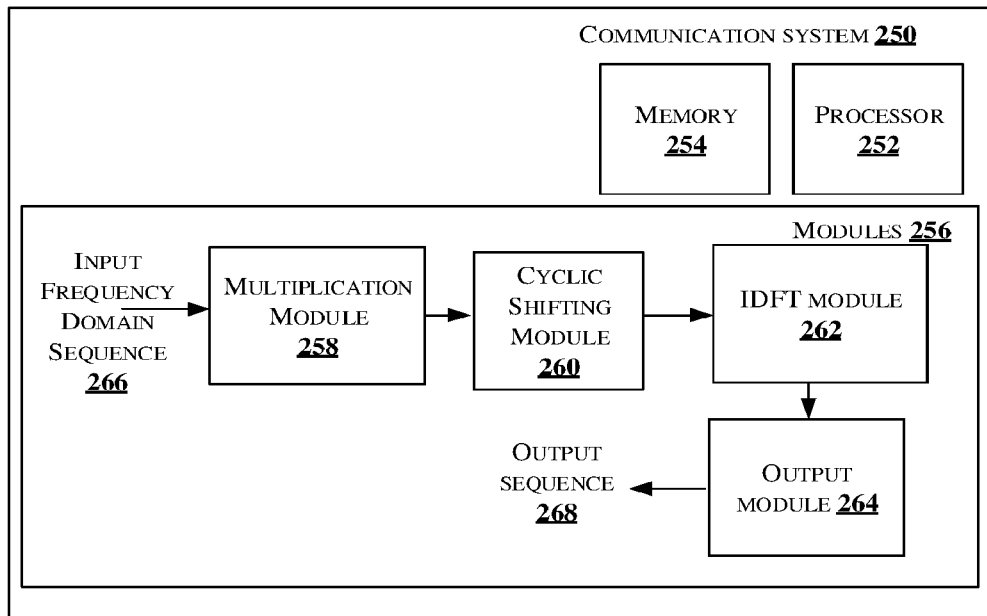 COMMUNICATION SYSTEM 250
MEMORY
254
PROCESSOR
252
MODULES 256
INPUT
FREQUENCY
DOMAIN
SEQUENCE
266
MULTIPLICATION
MODULE
258
CYCLIC
SHIFTING
MODULE
260
IDFT MODULE
262
OUTPUT
MODULE 264
OUTPUT
SEQUENCE
268